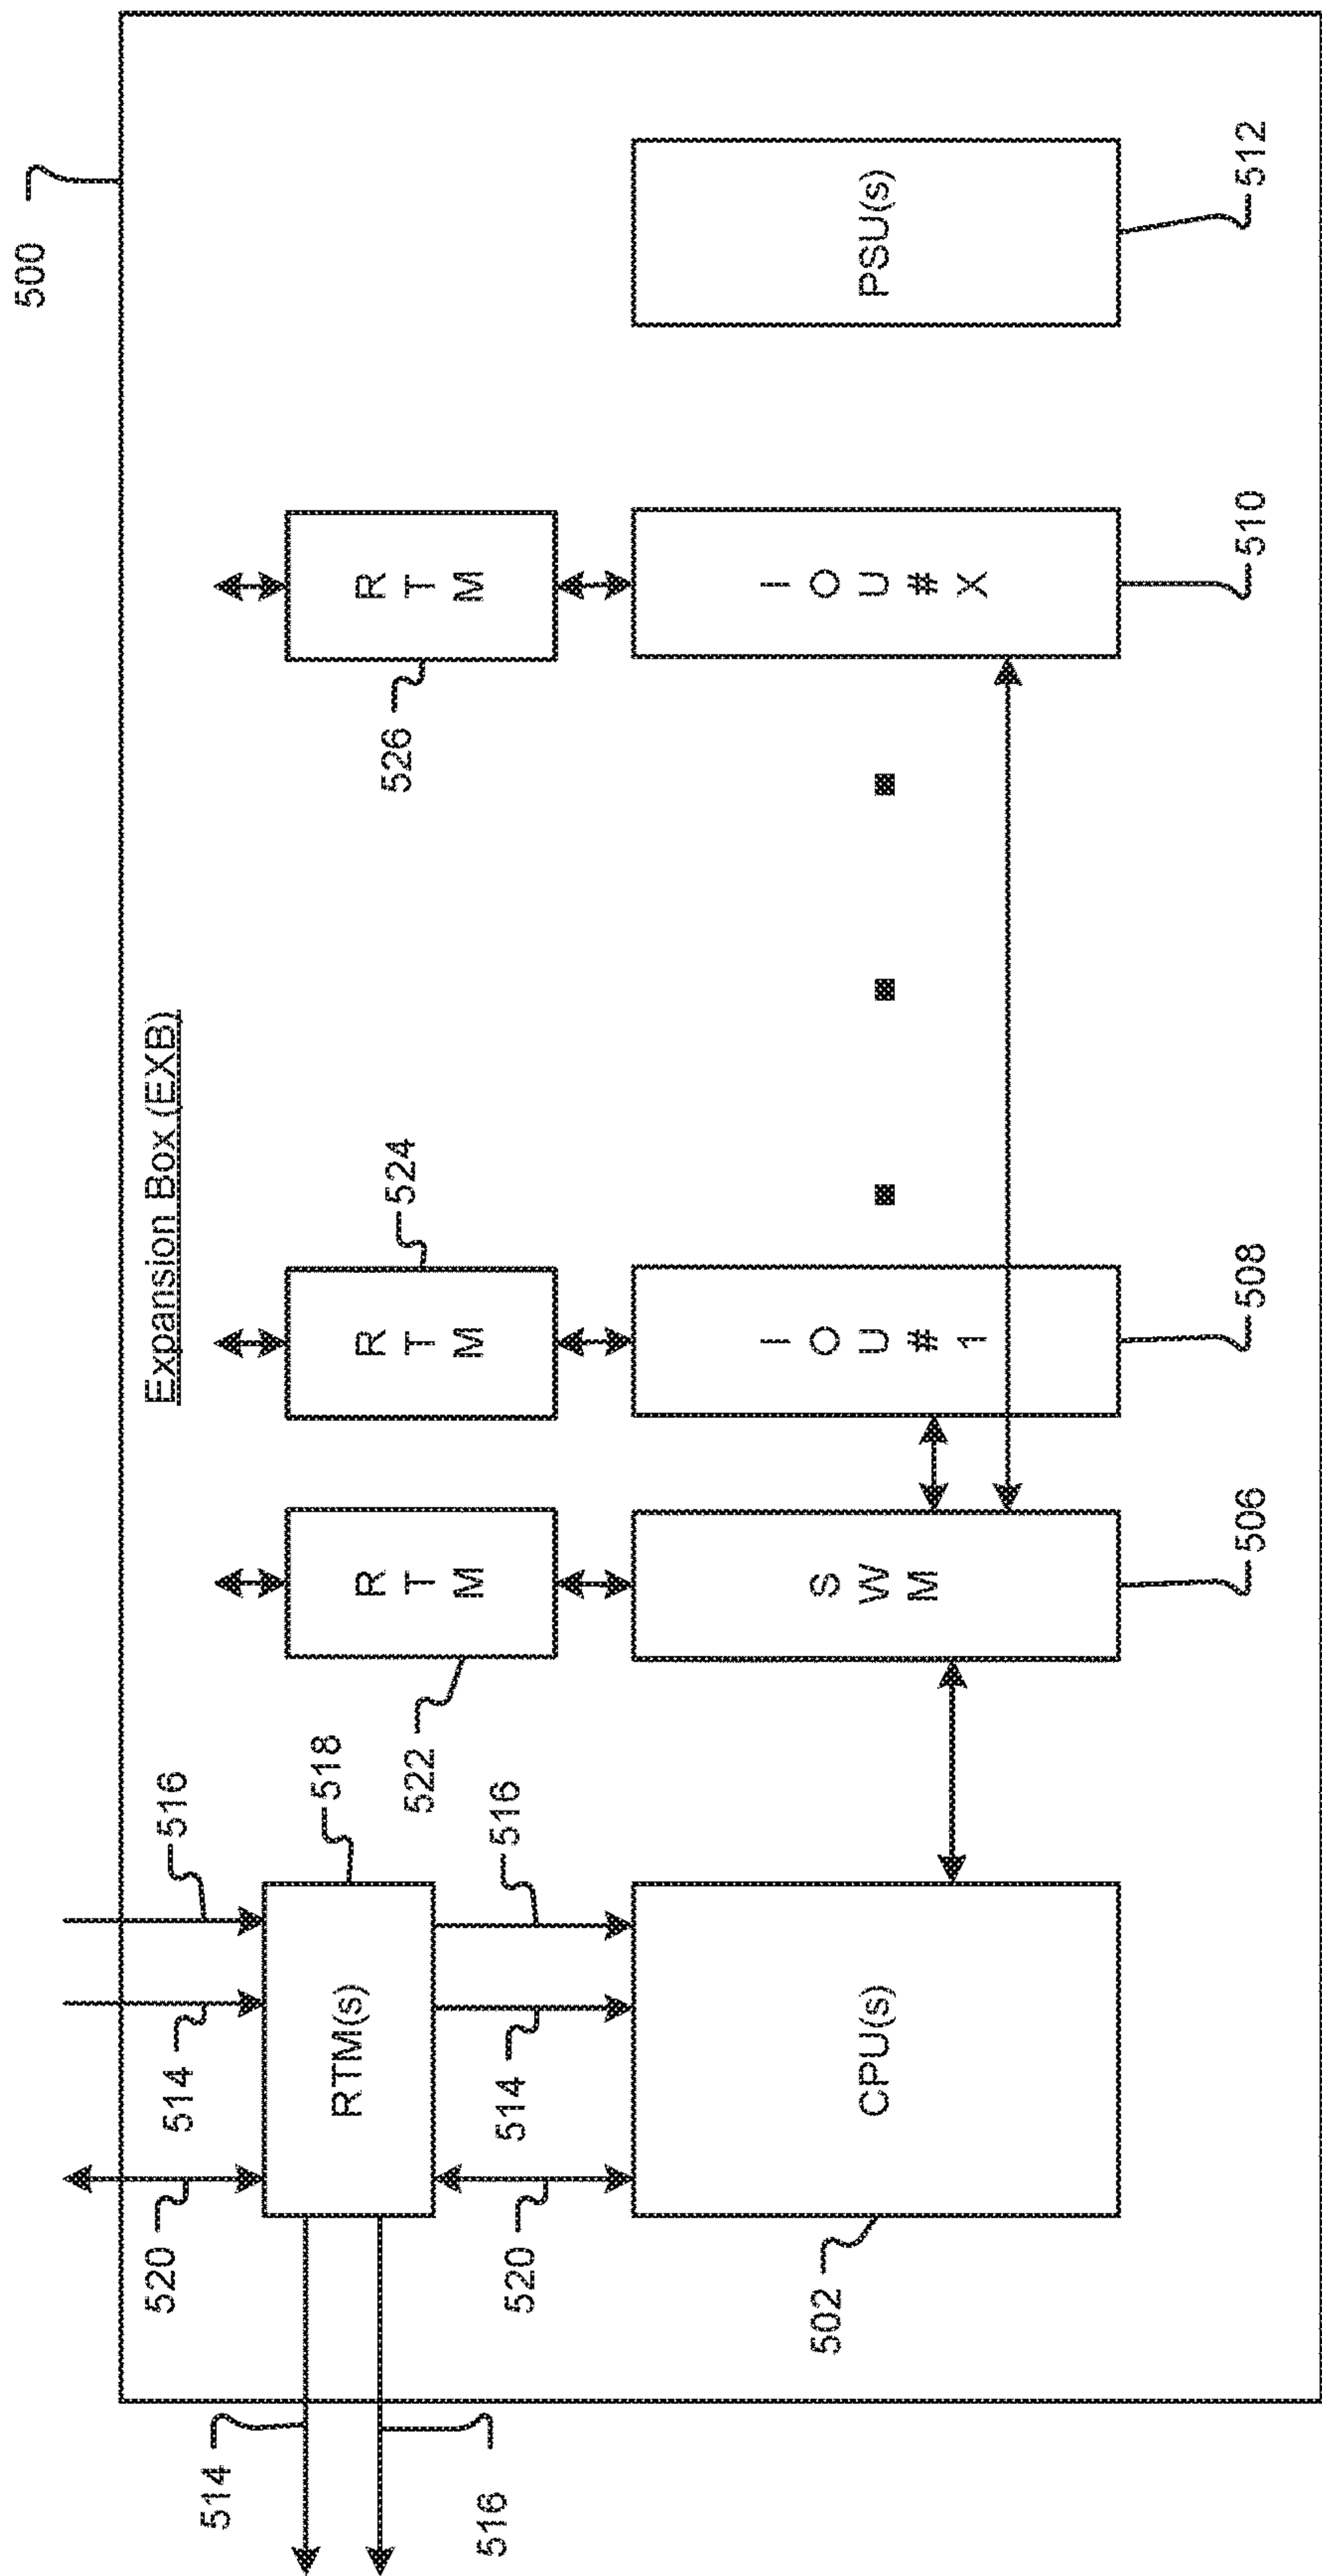 500
Expansion Box (EXB)
520
514
516
514
516
RTM(s)
518
520
514
516
522
R
T
M
R
T
M
524
526
R
T
M
502
CPU(s)
S
W
M
I
O
U
#
1
I
O
U
#
X
PSU(s)
506
508
510
512